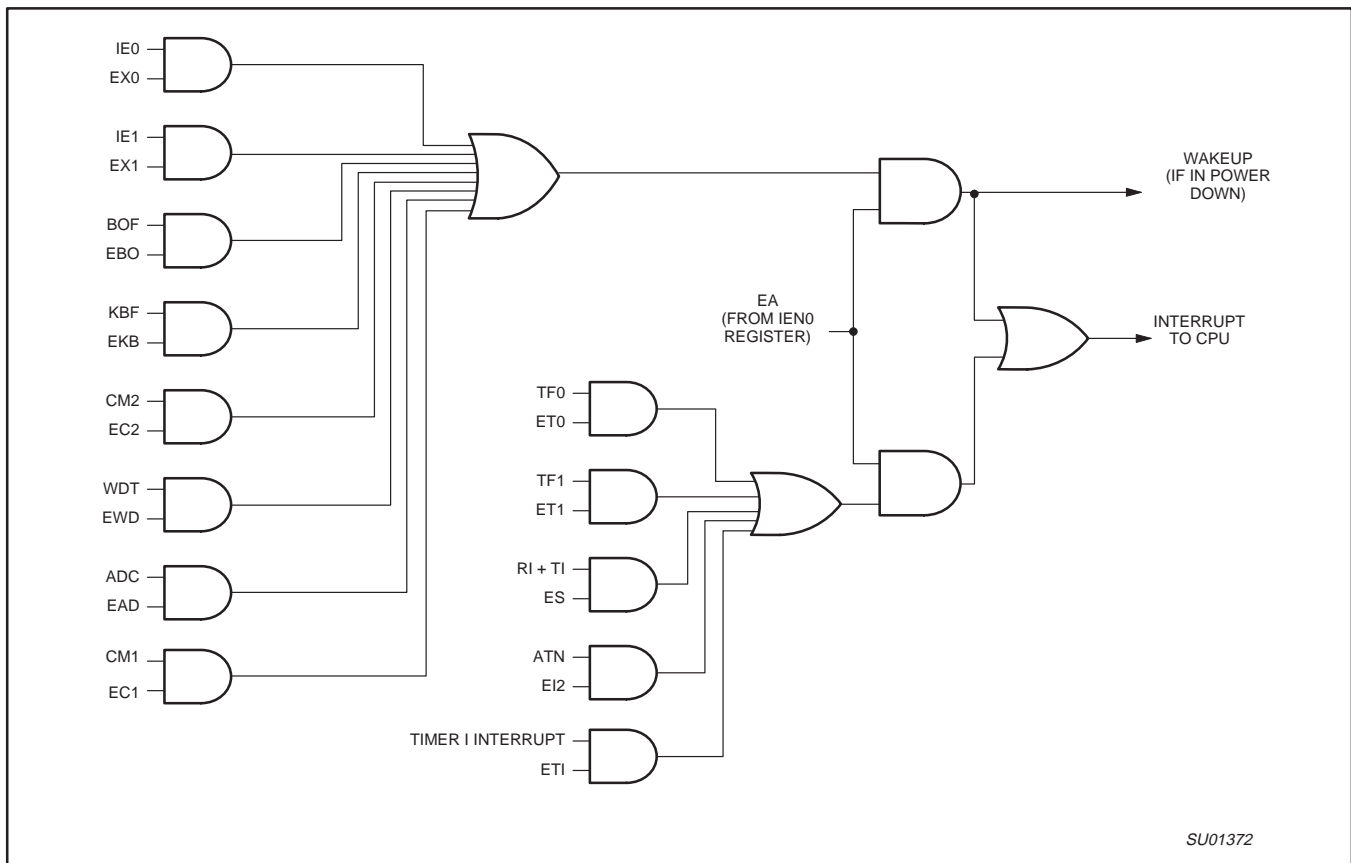 IE0
EX0
IE1
EX1
BOF
EBO
KBF
EKB
CM2
EC2
WDT
EWD
ADC
EAD
CM1
EC1
EA
(FROM IEN0
REGISTER)
TF0
ET0
TF1
ET1
RI + TI
ES
ATN
EI2
TIMER I INTERRUPT
ETI
WAKEUP
(IF IN POWER
DOWN)
INTERRUPT
TO CPU
SU01372